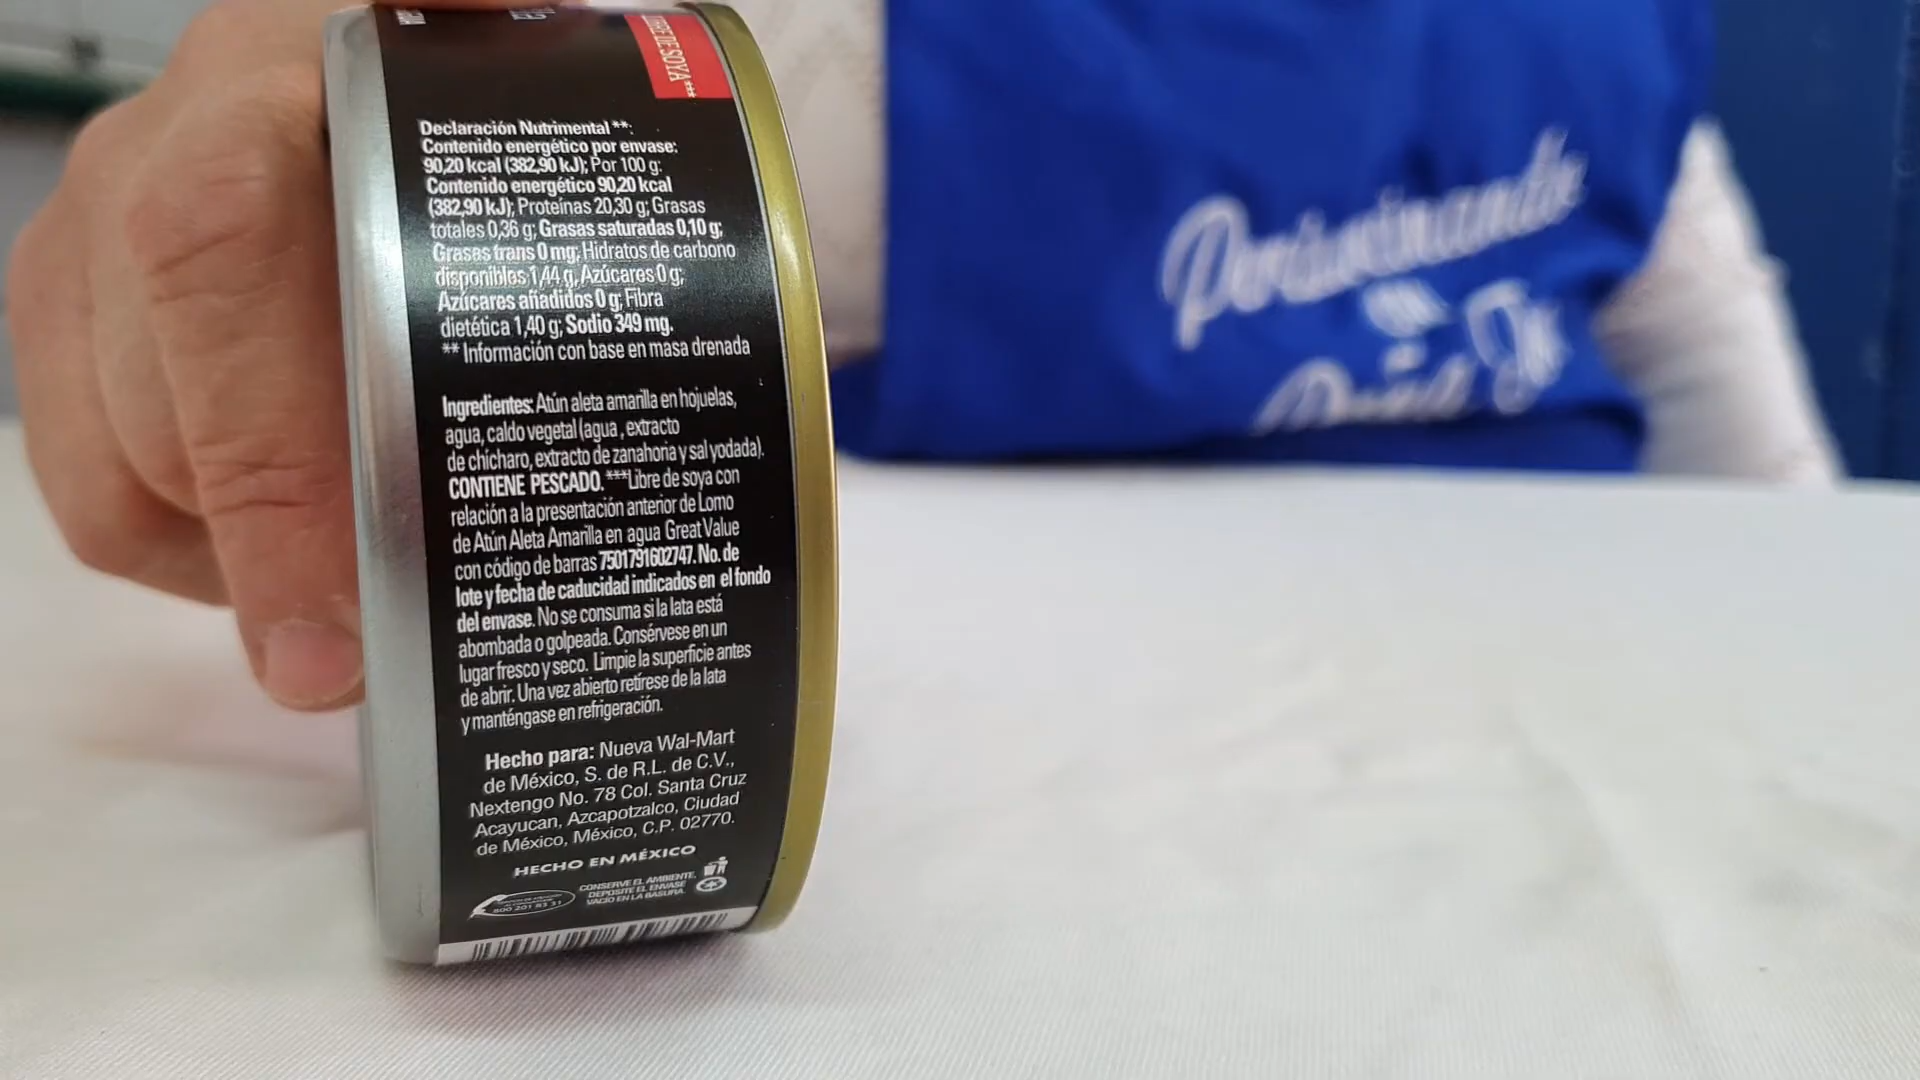 LIBRE DE SOYA***
Declaración Nutrimental **:
Contenido energético por envase:
90,20 kcal (382,90 kJ); Por 100 g:
Contenido energético 90,20 kcal
(382,90 kJ); Proteínas 20,30 g; Grasas
totales 0,36 g; Grasas saturadas 0,10 g;
Grasas trans 0 mg; Hidratos de carbono
disponibles 1,44 g, Azúcares 0 g;
Azúcares añadidos 0 g; Fibra
dietética 1,40 g; Sodio 349 mg.
** Información con base en masa drenada
Ingredientes: Atún aleta amarilla en hojuelas,
agua, caldo vegetal (agua , extracto
de chícharo, extracto de zanahoria y sal yodada).
CONTIENE PESCADO. ***Libre de soya con
relación a la presentación anterior de Lomo
de Atún Aleta Amarilla en agua Great Value
con código de barras 7501791602747. No. de
lote y fecha de caducidad indicados en el fondo
del envase. No se consuma si la lata está
abombada o golpeada. Consérvese en un
lugar fresco y seco. Limpie la superficie antes
de abrir. Una vez abierto retírese de la lata
y manténgase en refrigeración.
Hecho para: Nueva Wal-Mart
de México, S. de R.L. de C.V.,
Nextengo No. 78 Col. Santa Cruz
Acayucan, Azcapotzalco, Ciudad
de México, México, C.P. 02770.
HECHO EN MÉXICO
CONSERVE EL AMBIENTE,
DEPOSITE EL ENVASE
VACÍO EN LA BASURA.